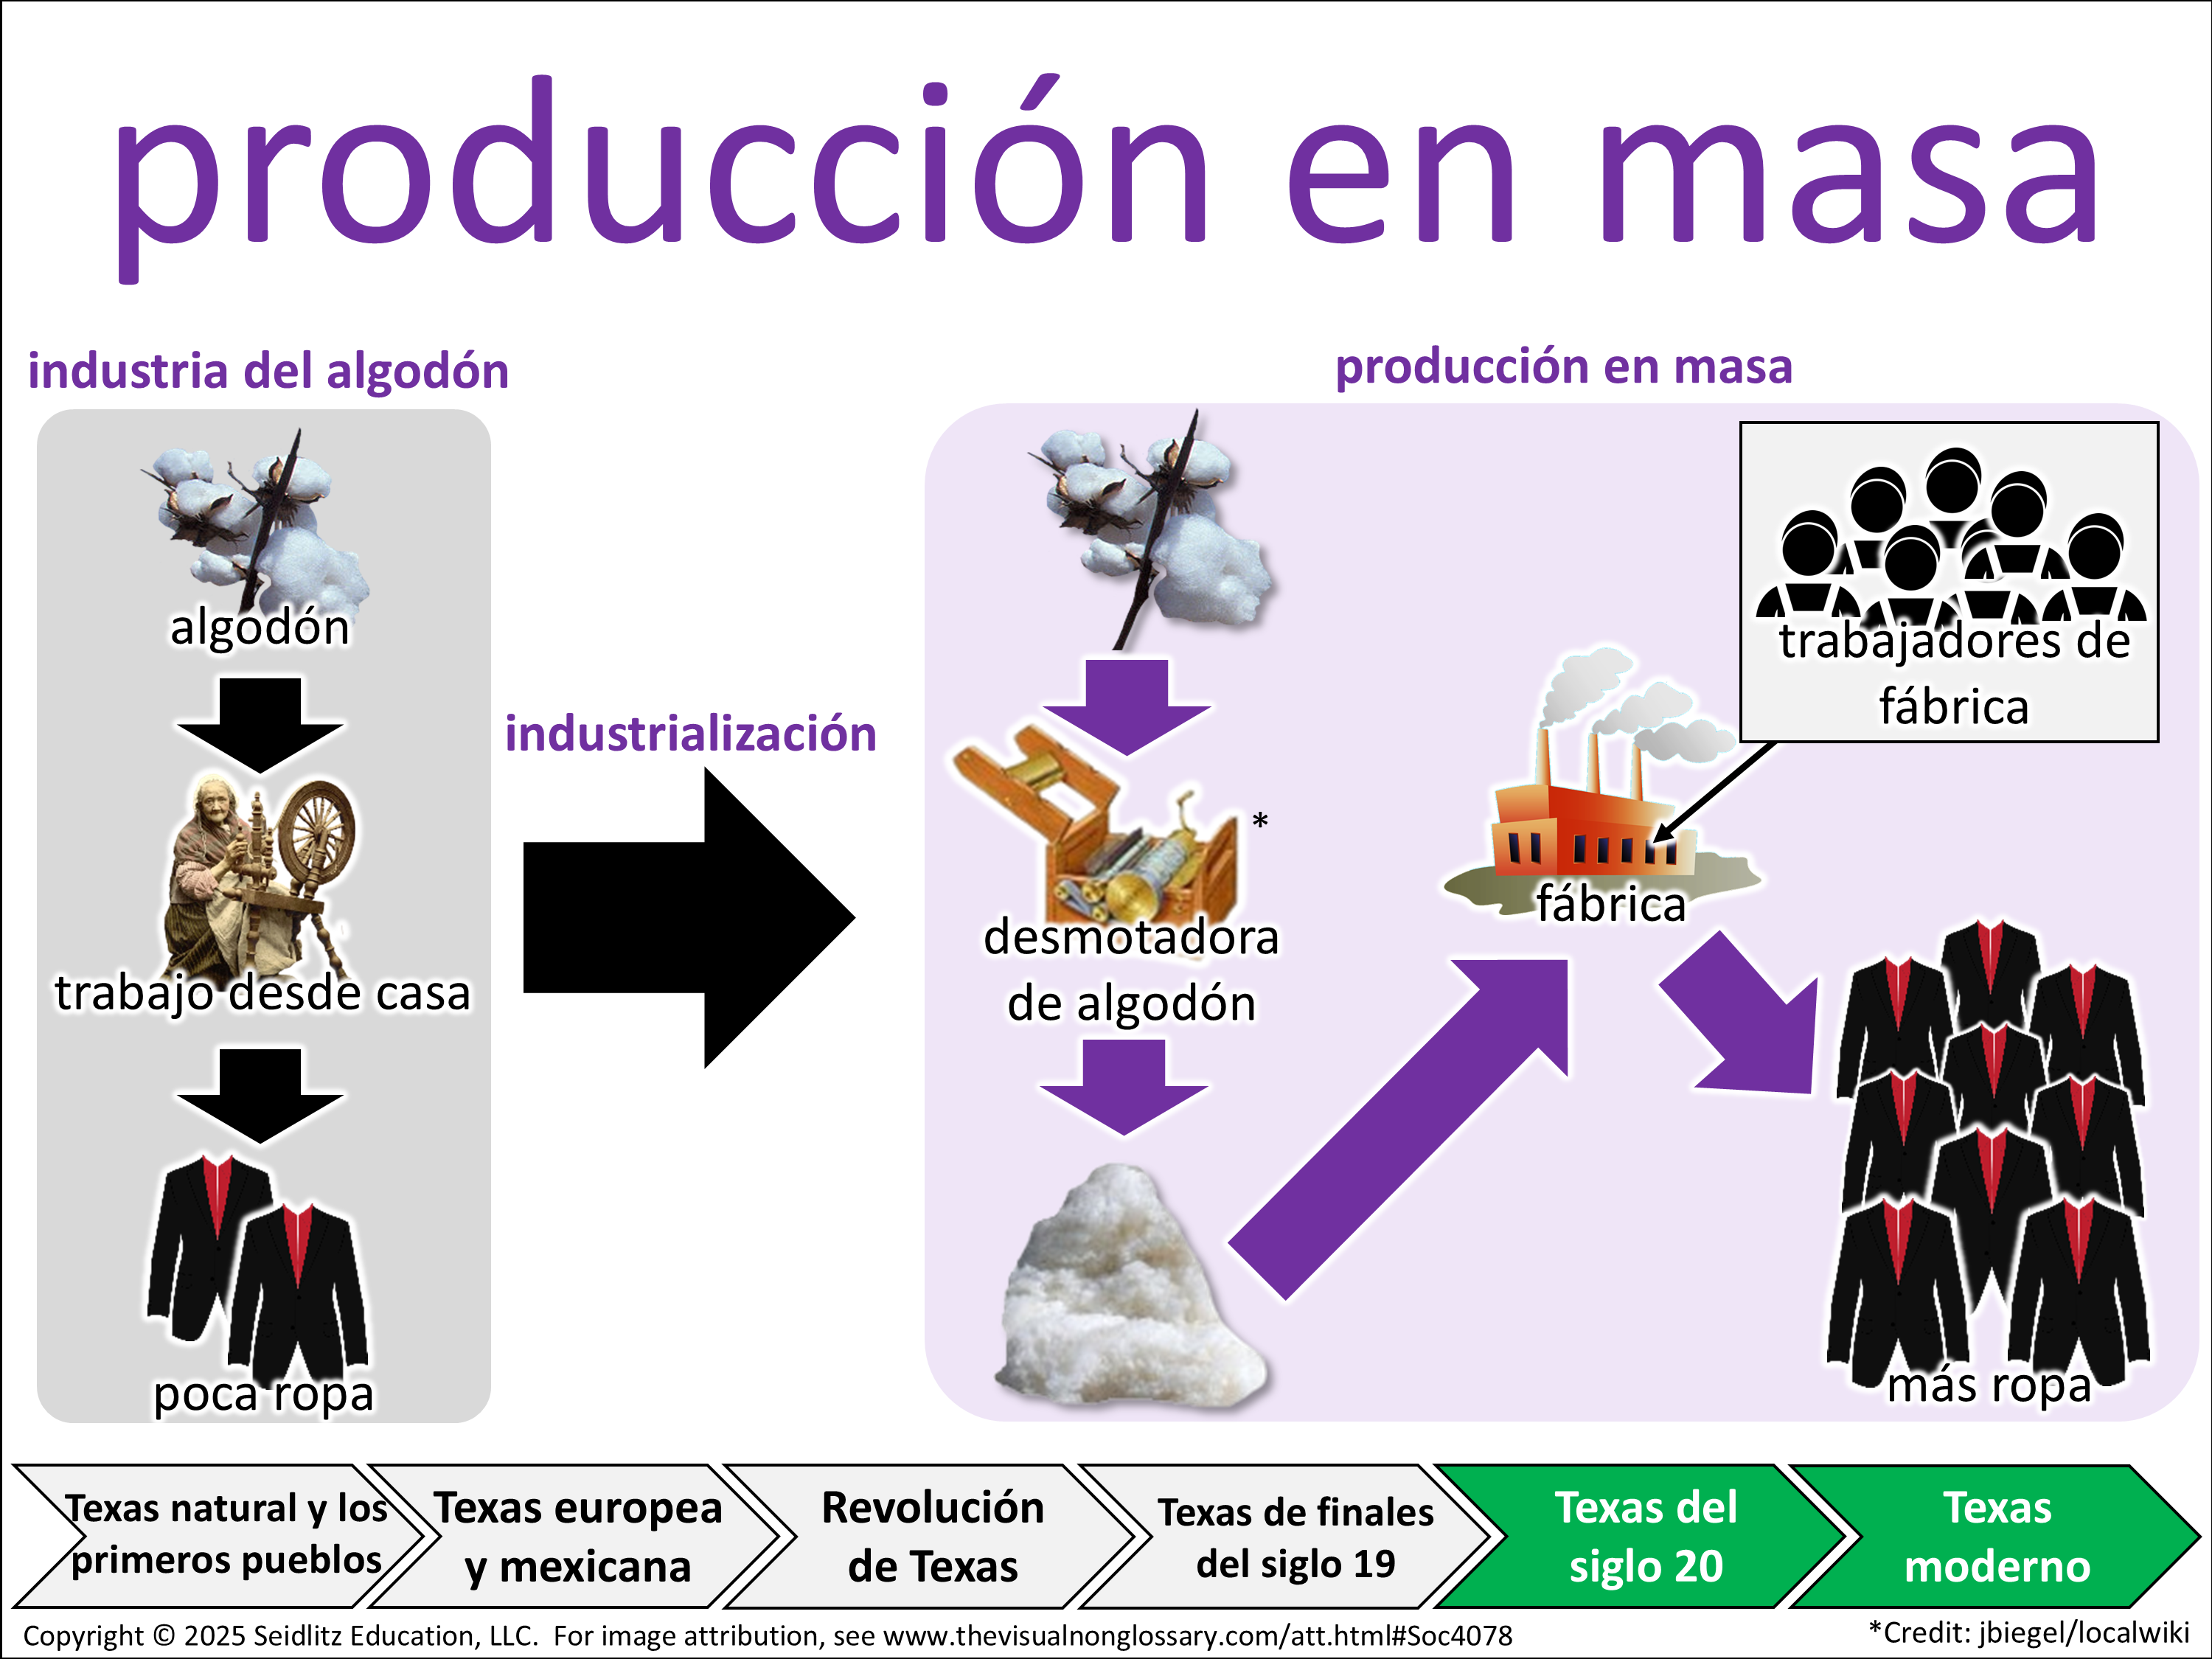 producción en masa
industria del algodón
algodón
trabajo desde casa
poca ropa
industrialización
producción en masa
desmotadora
de algodón
*
fábrica
trabajadores de
fábrica
más ropa
Texas natural y los
primeros pueblos
Texas europea
y mexicana
Revolución
de Texas
Texas de finales
del siglo 19
Texas del
siglo 20
Texas
moderno
Copyright © 2025 Seidlitz Education, LLC.  For image attribution, see www.thevisualnonglossary.com/att.html#Soc4078
*Credit: jbiegel/localwiki